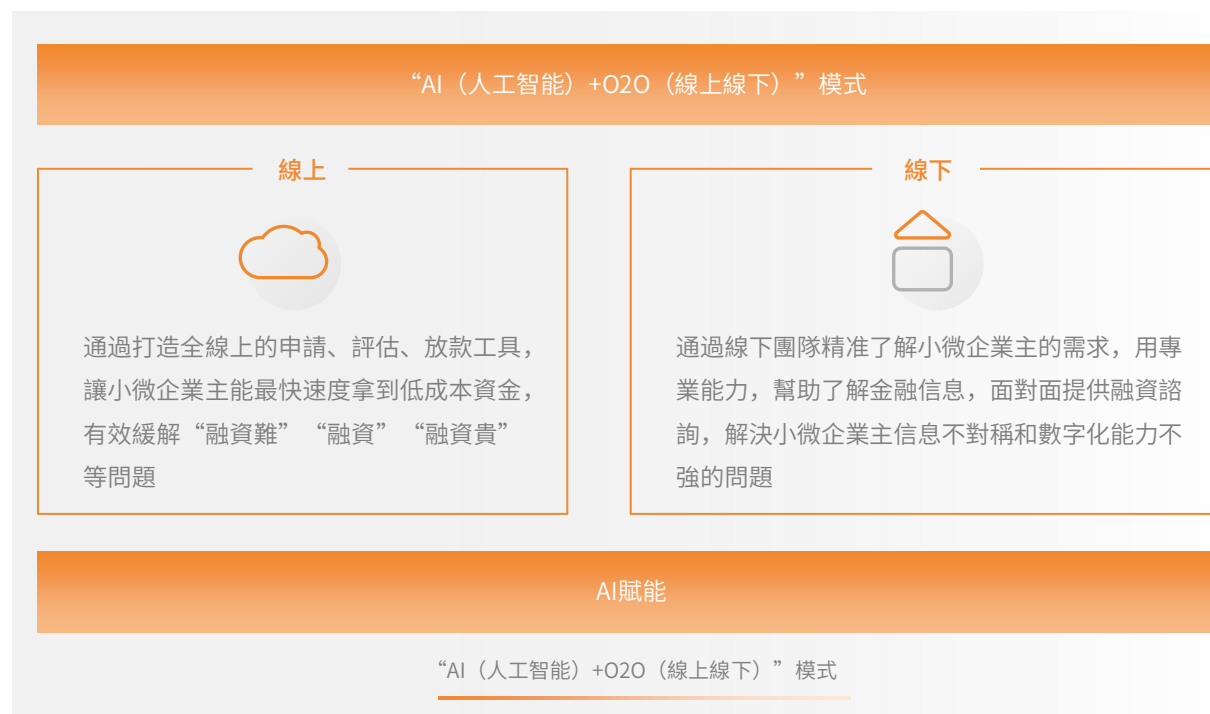 “AI（人工智能）+O2O（線上線下）”模式
線上
通過打造全線上的申請、評估、放款工具，
讓小微企業主能最快速度拿到低成本資金，
有效緩解“融資難”“融資”“融資貴”
等問題
線下
通過線下團隊精准了解小微企業主的需求，用專
業能力，幫助了解金融信息，面對面提供融資諮
詢，解決小微企業主信息不對稱和數字化能力不
強的問題
AI賦能
“AI（人工智能）+O2O（線上線下）”模式